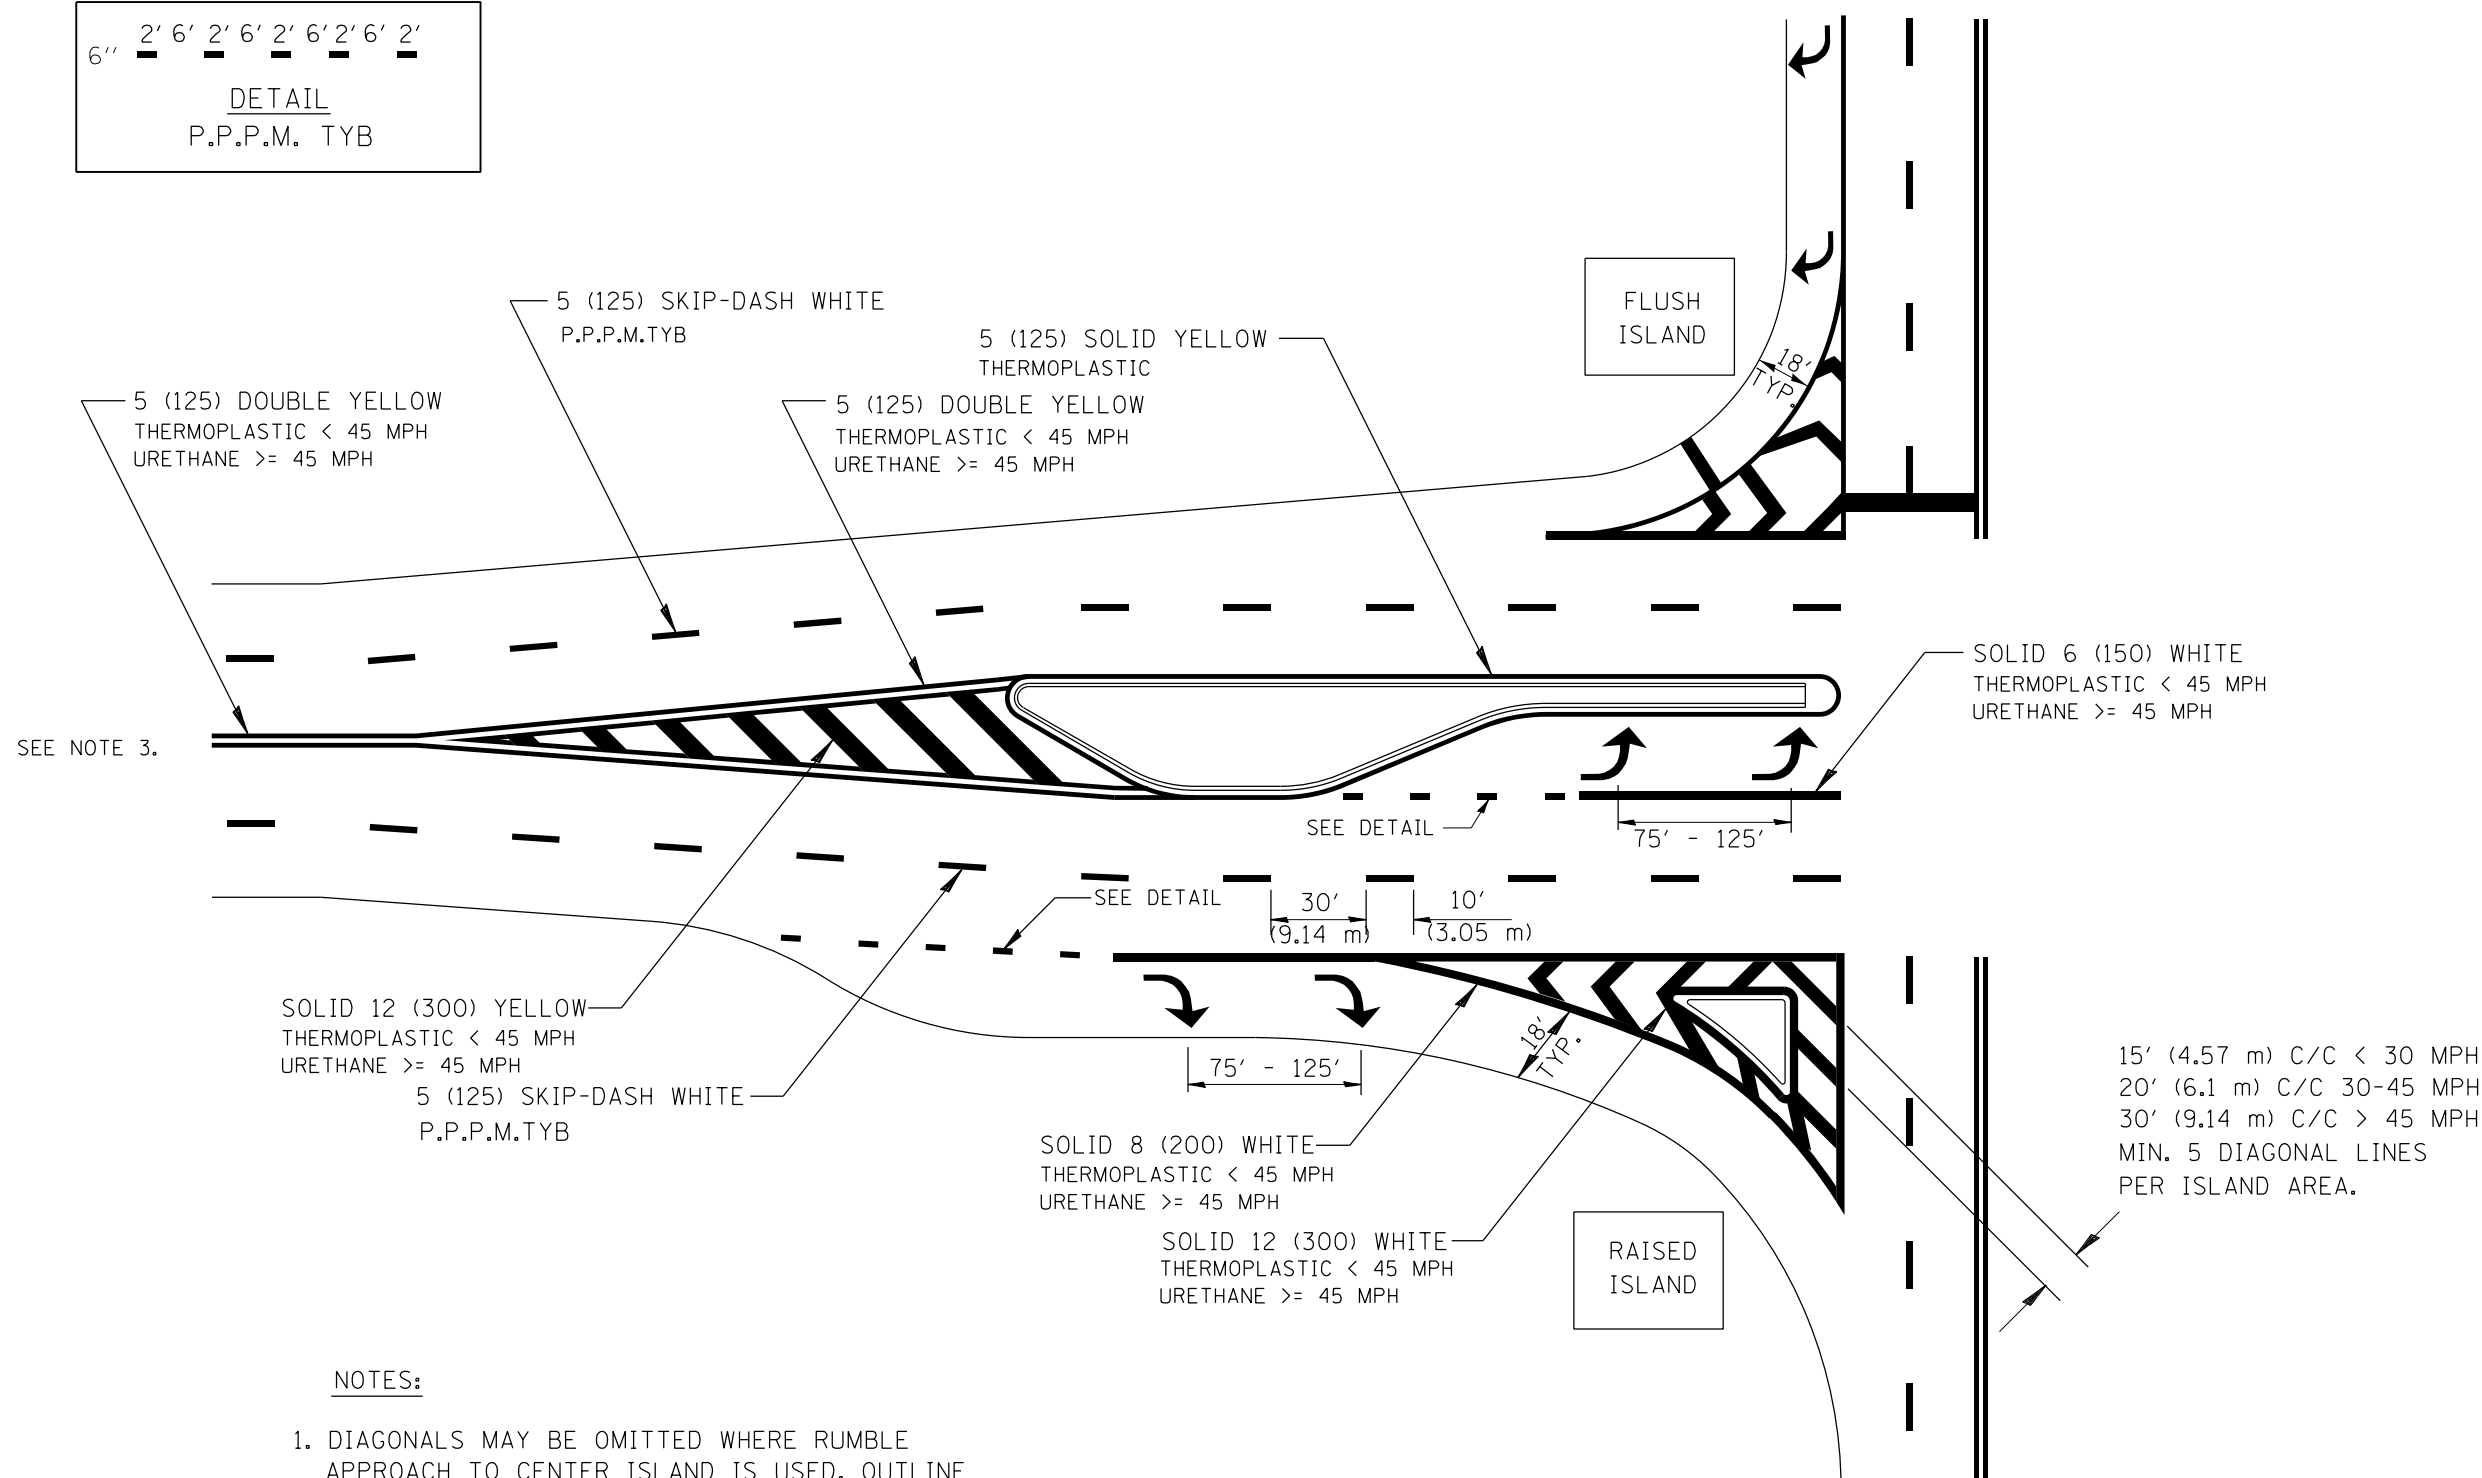 2' 6' 2' 6' 2' 6' 2' 6' 2'
6''
DETAIL
P.P.P.M. TYB
5 (125) SKIP-DASH WHITE
P.P.P.M.TYB
5 (125) SOLID YELLOW
THERMOPLASTIC
5 (125) DOUBLE YELLOW
THERMOPLASTIC < 45 MPH
URETHANE >= 45 MPH
5 (125) DOUBLE YELLOW
THERMOPLASTIC < 45 MPH
URETHANE >= 45 MPH
FLUSH
ISLAND
18'
TYP.
SEE NOTE 3.
SOLID 6 (150) WHITE
THERMOPLASTIC < 45 MPH
URETHANE >= 45 MPH
SEE DETAIL
75' - 125'
SEE DETAIL
30'
(9.14 m)
10'
(3.05 m)
SOLID 12 (300) YELLOW
THERMOPLASTIC < 45 MPH
URETHANE >= 45 MPH
5 (125) SKIP-DASH WHITE
P.P.P.M.TYB
75' - 125'
18'
TYP.
SOLID 8 (200) WHITE
THERMOPLASTIC < 45 MPH
URETHANE >= 45 MPH
SOLID 12 (300) WHITE
THERMOPLASTIC < 45 MPH
URETHANE >= 45 MPH
RAISED
ISLAND
15' (4.57 m) C/C < 30 MPH
20' (6.1 m) C/C 30-45 MPH
30' (9.14 m) C/C > 45 MPH
MIN. 5 DIAGONAL LINES
PER ISLAND AREA.
NOTES:
1. DIAGONALS MAY BE OMITTED WHERE RUMBLE
APPROACH TO CENTER ISLAND IS USED. OUTLINE